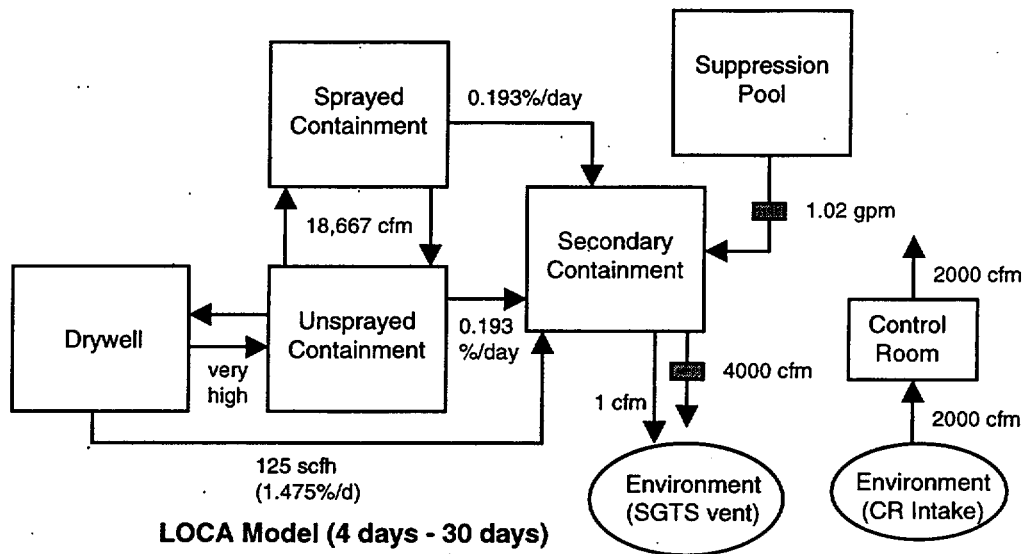 Suppression
Pool
Sprayed
Containment
0.193%/day
1.02 gpm
18,667 cfm
Secondary
Containment
2000 cfm
Drywell
Unsprayed
Containment
0.193
%/day
Control
Room
very
high
4000 cfm
1 cfm
2000 cfm
125 scfh
(1.475%/d)
Environment
(SGTS vent)
Environment
(CR Intake)
LOCA Model (4 days - 30 days)